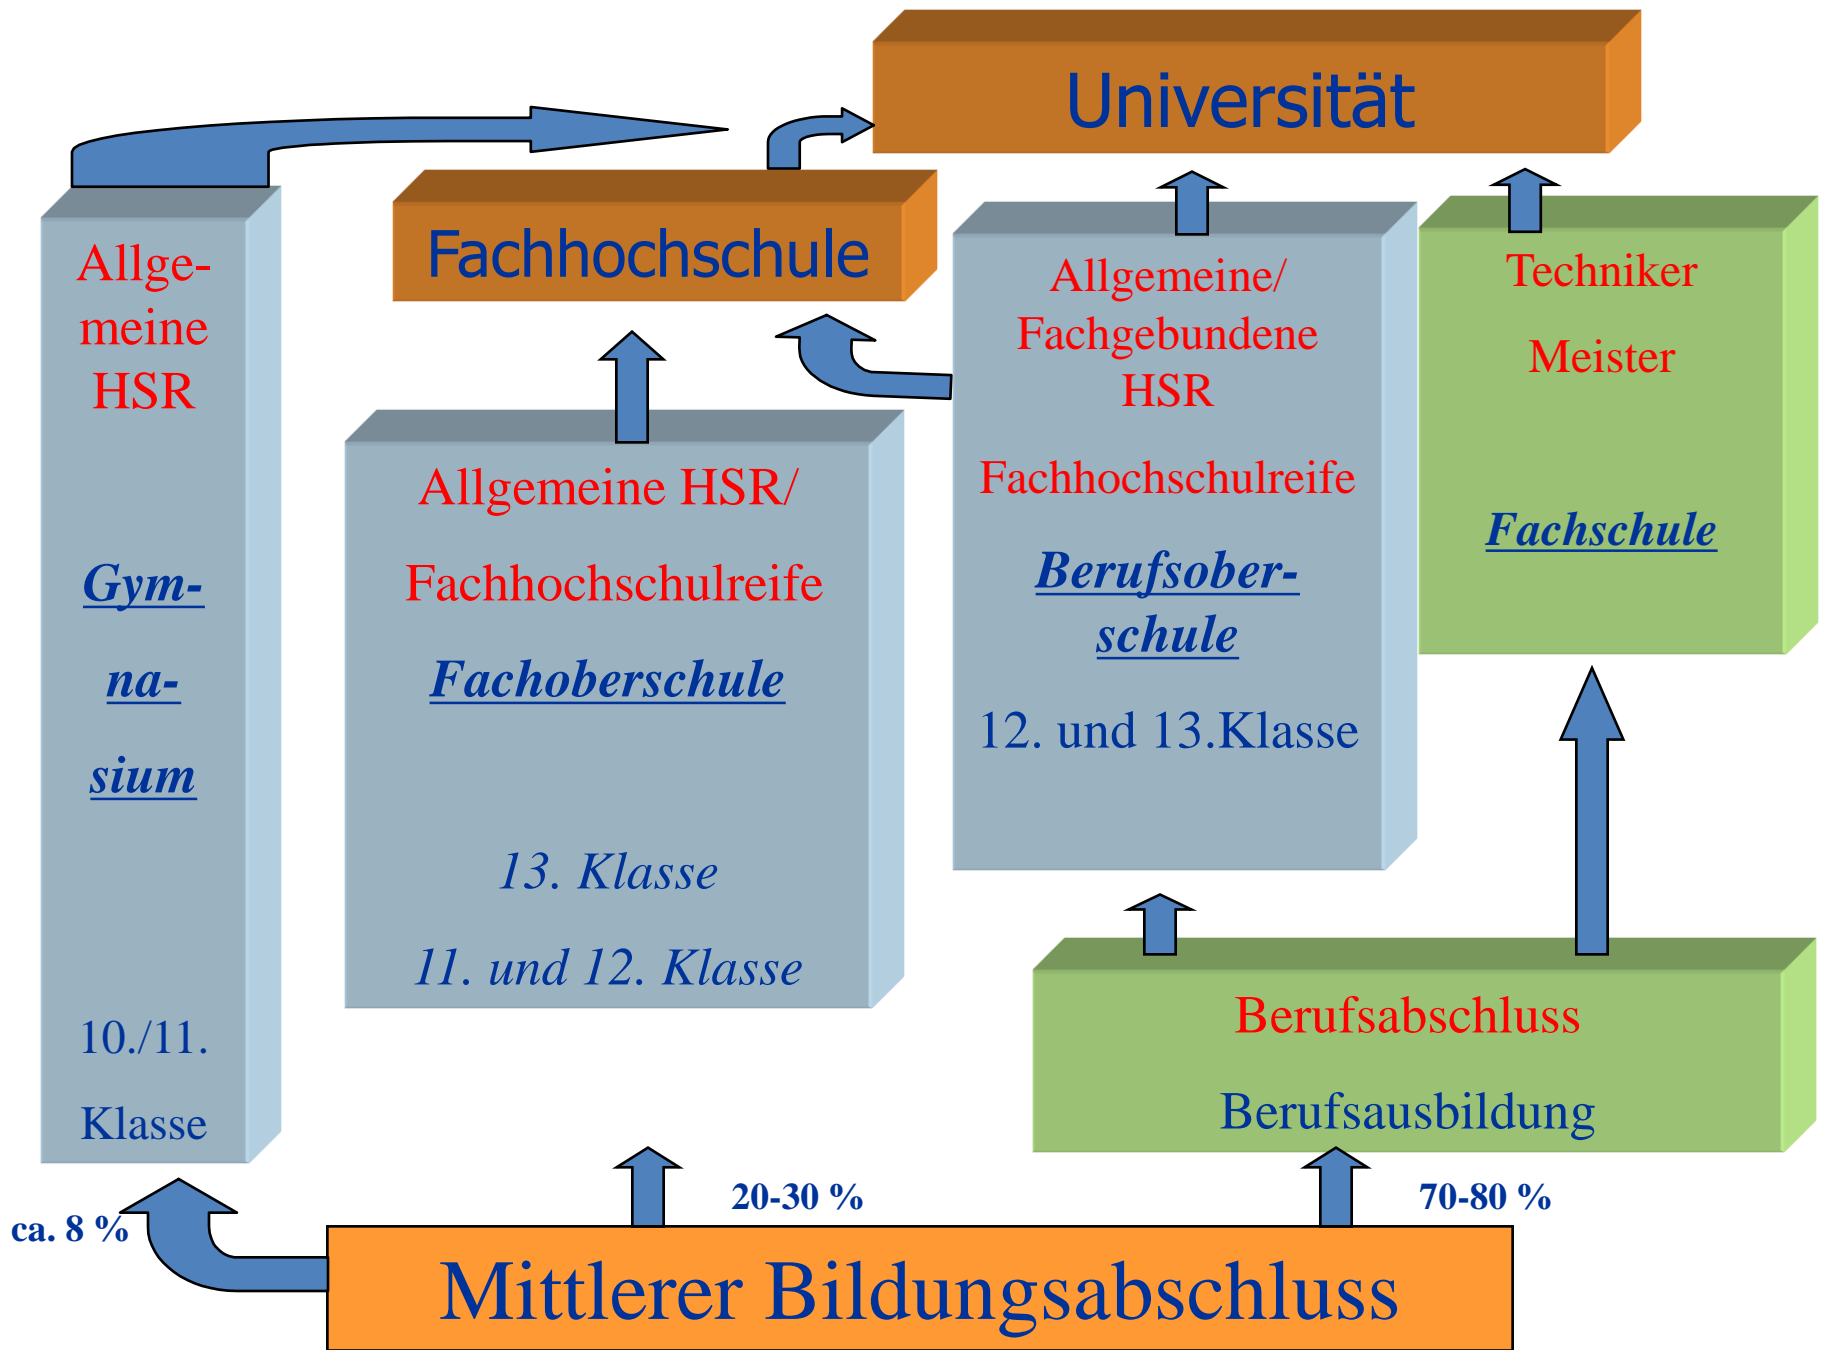 Universität
Fachhochschule
Allge-
meine
HSR
Gym-
na-
sium
10./11.
Klasse
Allgemeine HSR/
Fachhochschulreife
Fachoberschule
13. Klasse
11. und 12. Klasse
Allgemeine/
Fachgebundene
HSR
Fachhochschulreife
Berufsober-
schule
12. und 13.Klasse
Techniker
Meister
Fachschule
Berufsabschluss
Berufsausbildung
ca. 8 %
20-30 %
70-80 %
Mittlerer Bildungsabschluss